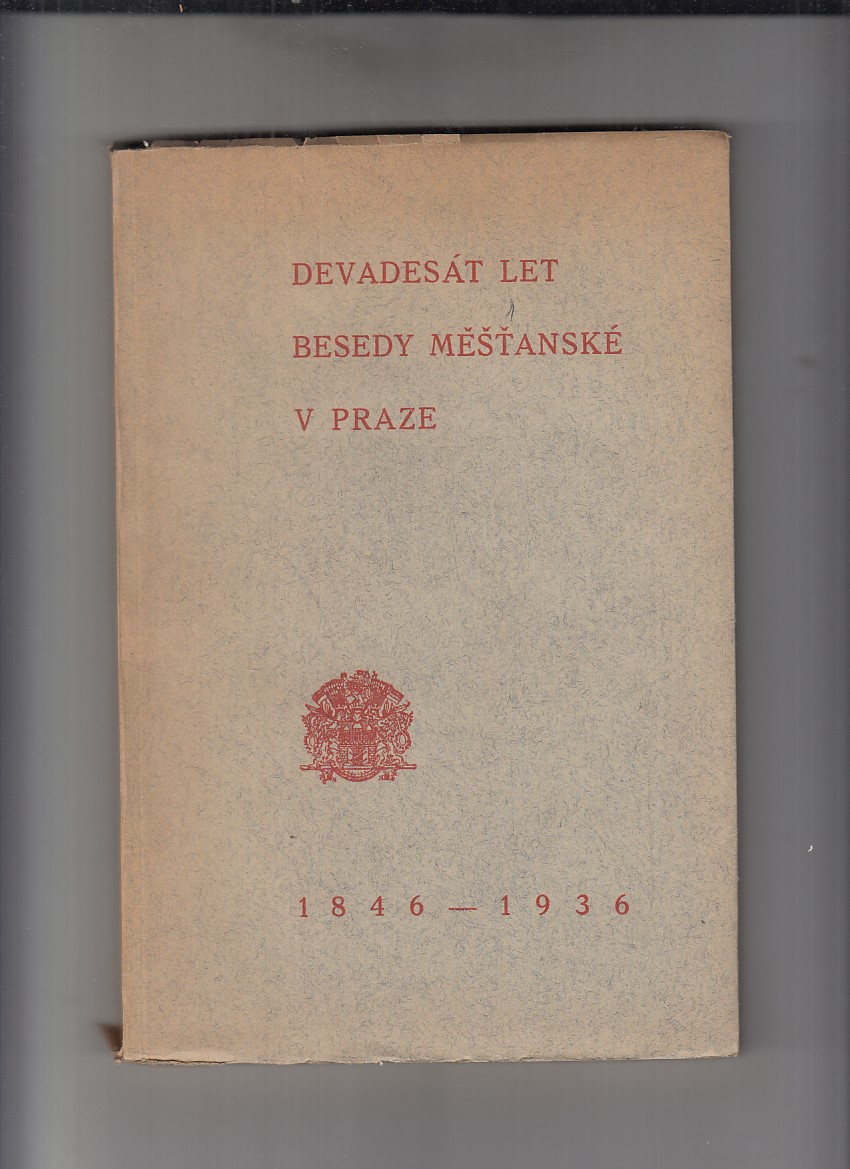 DEVADESÁT LET
BESEDY MĚŠŤANSKÉ
V PRAZE
1846—1936